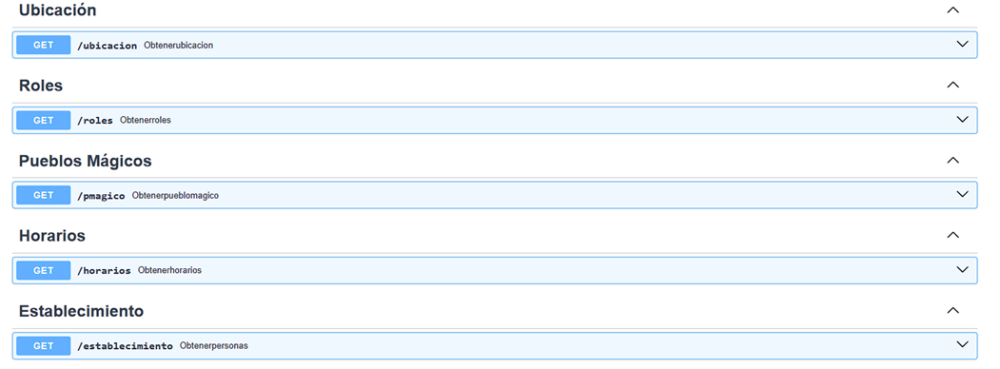 Ubicación
GET /ubicacion Obtenerubicacion
Roles
GET /roles Obtenerroles
Pueblos Mágicos
GET /pmagico Obtenerpueblomagico
Horarios
GET /horarios Obtenerhorarios
Establecimiento
GET /establecimiento Obtenerpersonas